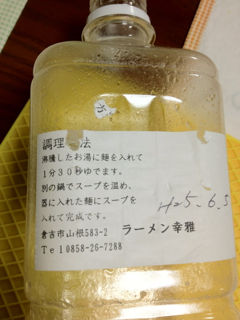 調理方法
沸騰したお湯に麺を入れて
1分30秒ゆでます。
別の鍋でスープを温め、
器に入れた麺にスープを
入れて完成です。
H25.6.5
倉吉市山根583-2 ラーメン幸雅
Tel0858-26-7288